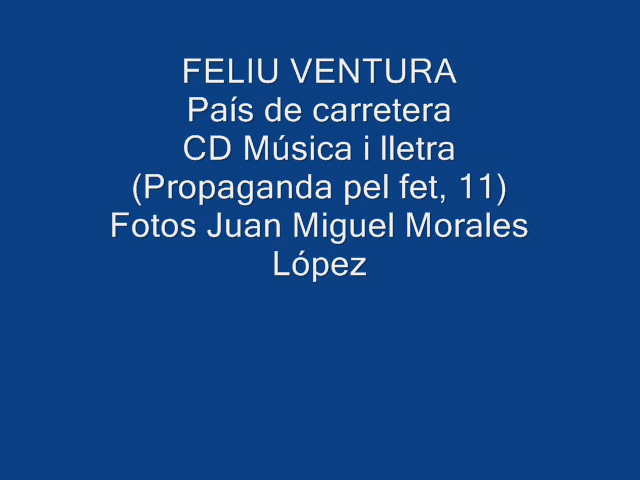 FELIU VENTURA
País de carretera
CD Música i lletra
(Propaganda pel fet, 11)
Fotos Juan Miguel Morales
López